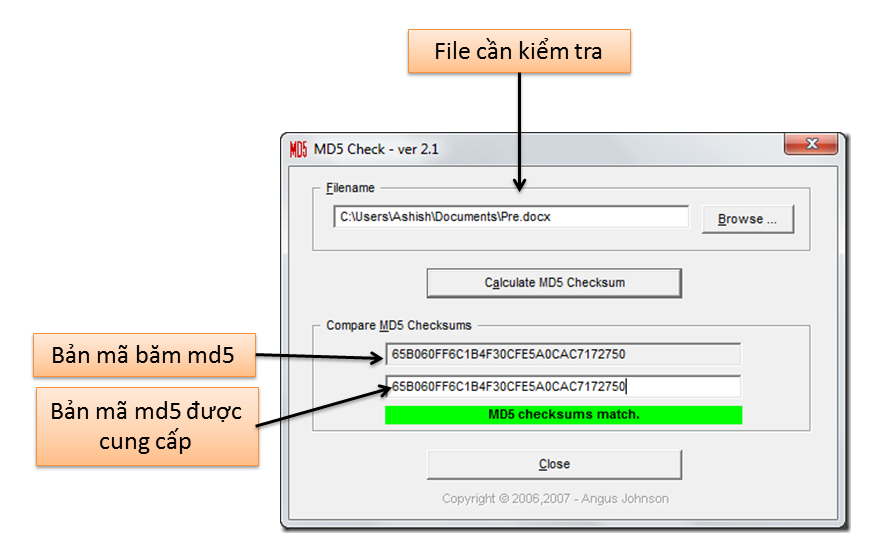 File cần kiểm tra
MD5 MD5 Check - ver 2.1
Filename
C:\Users\Ashish\Documents\Pre.docx
Browse ...
Calculate MD5 Checksum
Compare MD5 Checksums
Bản mã băm md5
65B060FF6C1B4F30CFE5A0CAC7172750
65B060FF6C1B4F30CFE5A0CAC7172750
Bản mã md5 được
cung cấp
MD5 checksums match.
Close
Copyright © 2006,2007 - Angus Johnson